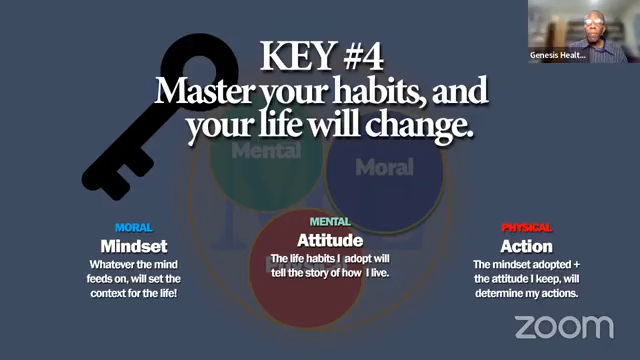 Genesis Healt...
KEY #4
Master your habits, and
your life will change.
Mental
Moral
MORAL
Mindset
Whatever the mind
feeds on, will set the
context for the life!
MENTAL
Attitude
The life habits I adopt will
tell the story of how I live.
PHYSICAL
Action
The mindset adopted +
the attitude I keep, will
determine my actions.
zoom